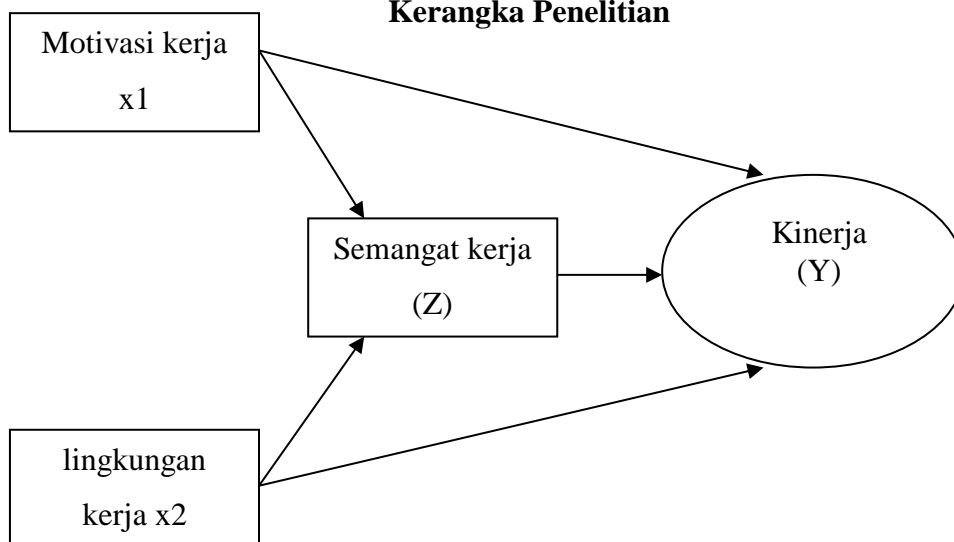 Kerangka Penelitian
Motivasi kerja
x1
Semangat kerja
(Z)
Kinerja
(Y)
lingkungan
kerja x2